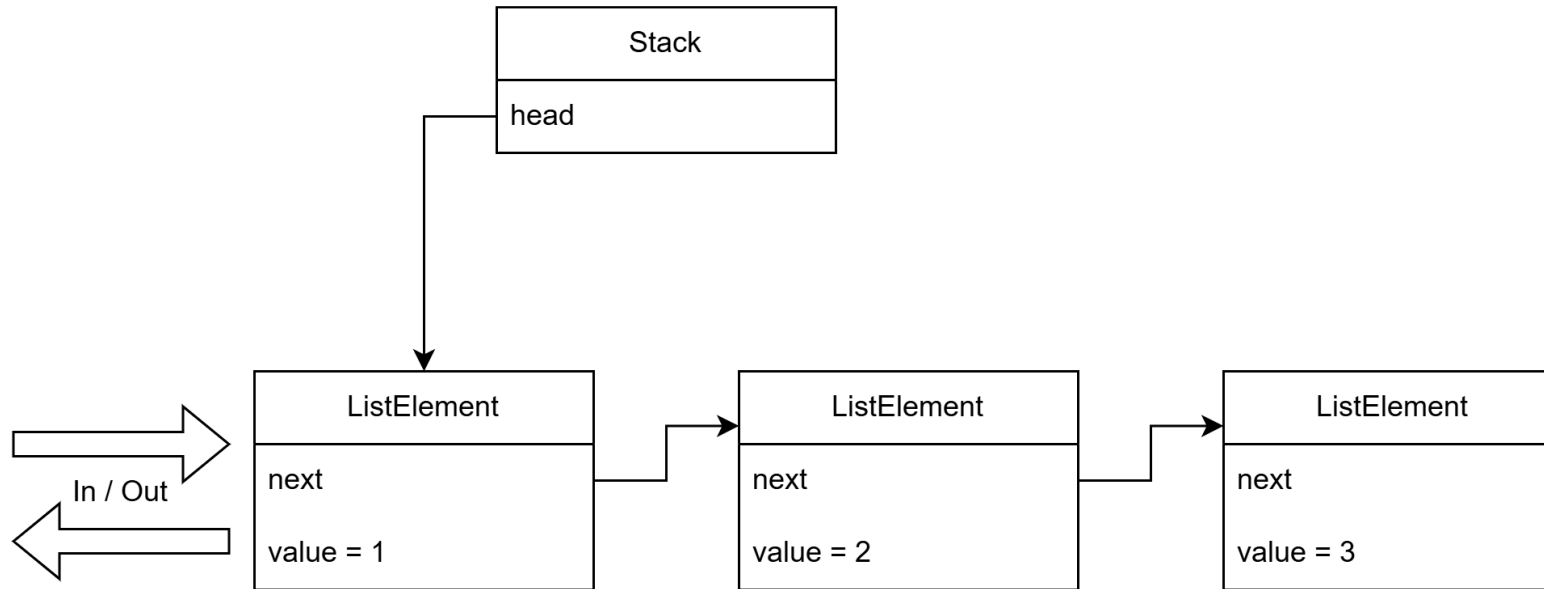 Stack
head
ListElement
ListElement
ListElement
In / Out
next
next
next
value = 1
value = 2
value = 3